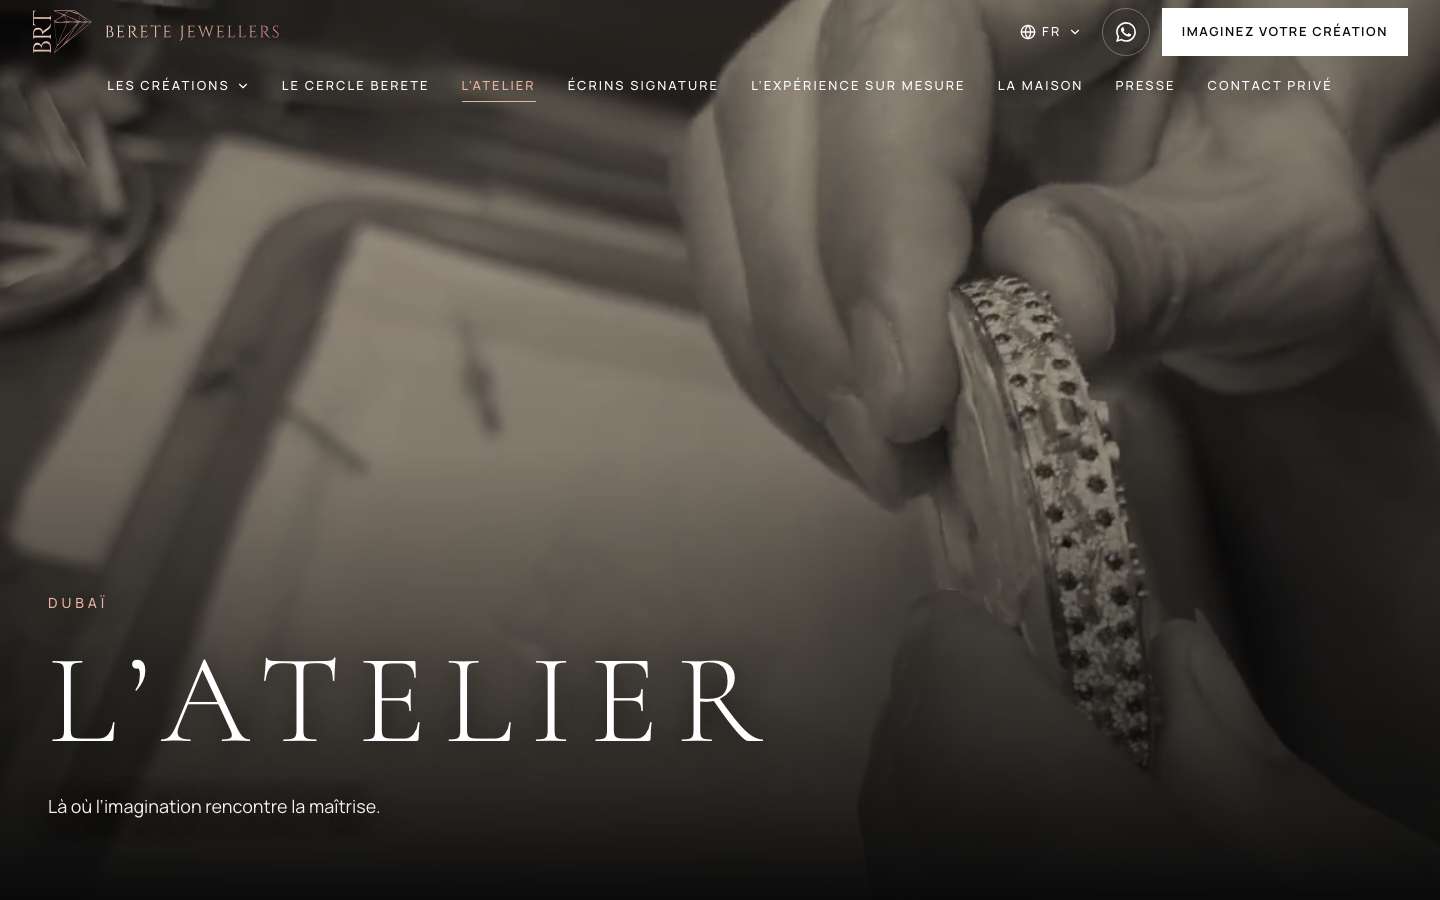 BRT
BERETE JEWELLERS
FR
IMAGINEZ VOTRE CRÉATION
LES CRÉATIONS
LE CERCLE BERETE
L'ATELIER
ÉCRINS SIGNATURE
L'EXPÉRIENCE SUR MESURE
LA MAISON
PRESSE
CONTACT PRIVÉ
DUBAÏ
L’ATELIER
Là où l'imagination rencontre la maîtrise.